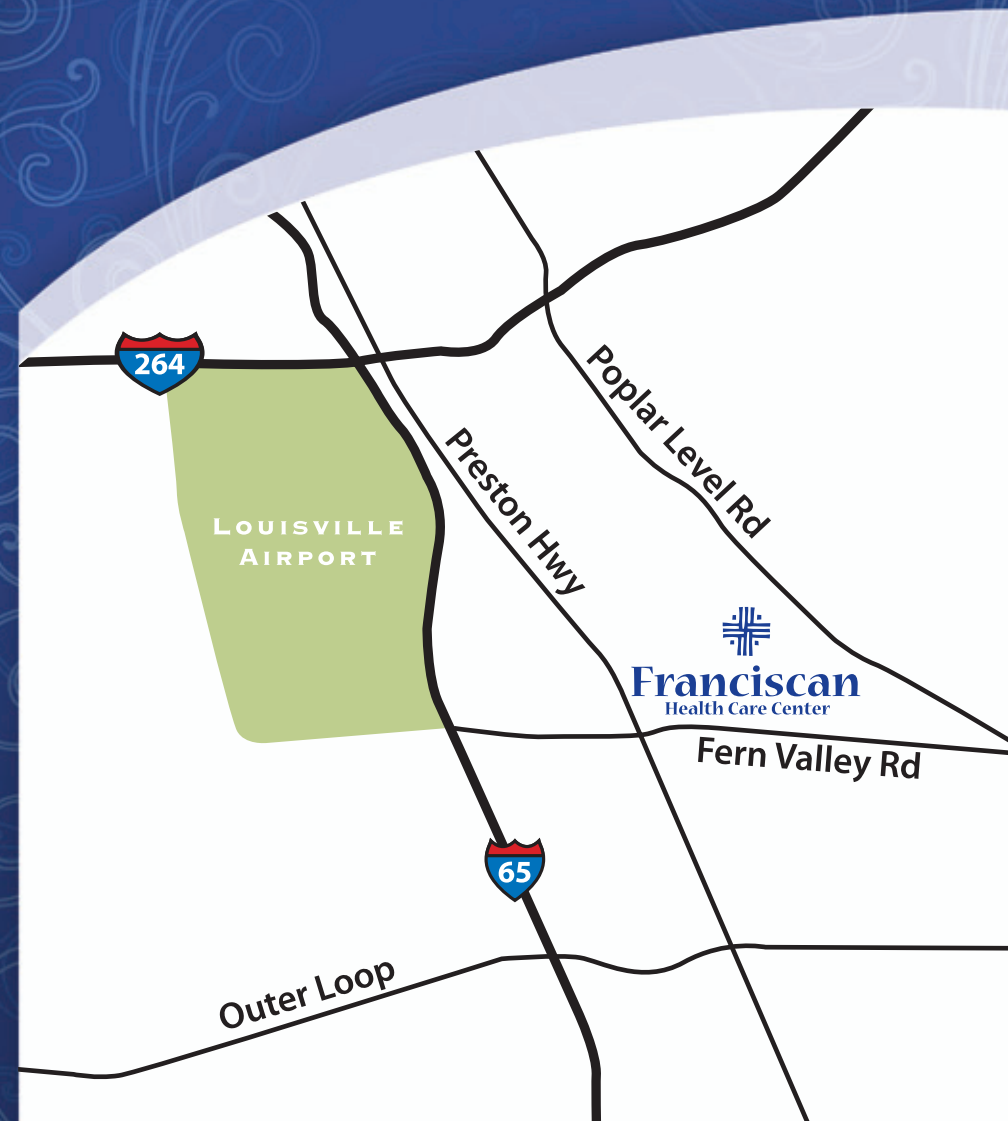 264
Poplar Level Rd
Preston Hwy
LOUISVILLE
AIRPORT
Franciscan
Health Care Center
Fern Valley Rd
65
Outer Loop